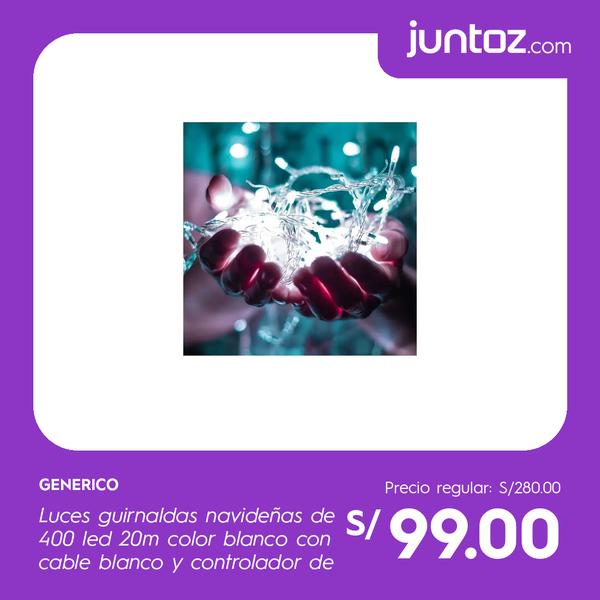 juntoz.com
GENERICO
Precio regular: S/280.00
Luces guirnaldas navideñas de
400 led 20m color blanco con
cable blanco y controlador de
S/ 99.00